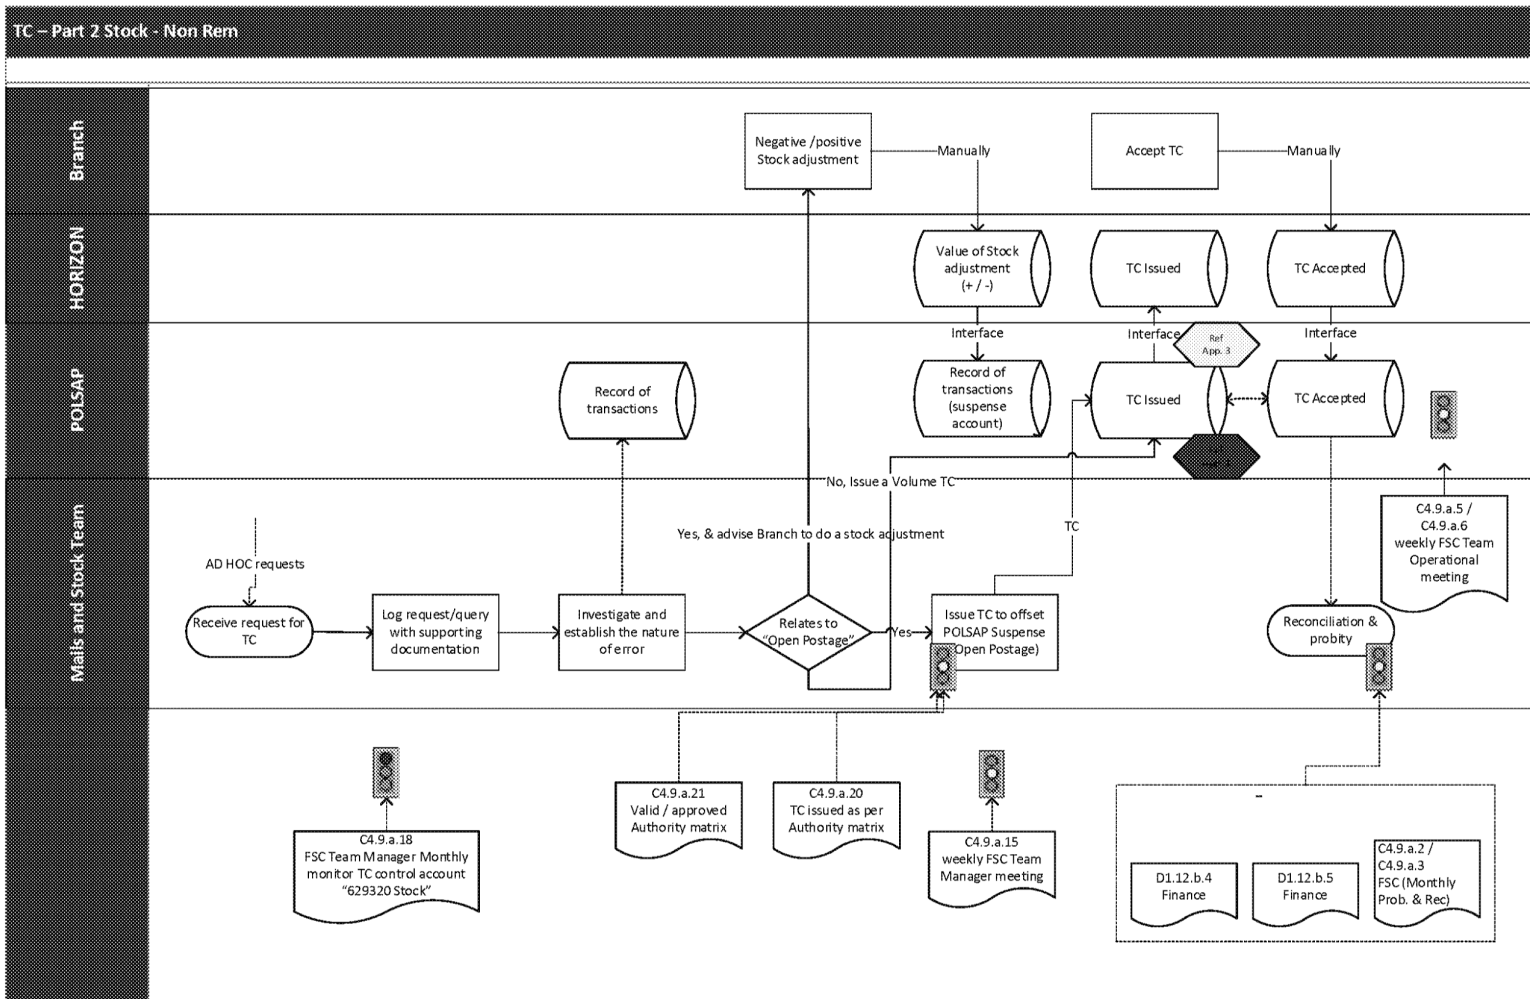 TC – Part 2 Stock - Non Rem
Branch
Negative /positive
Stock adjustment
Manually
Accept TC
Manually
HORIZON
Value of Stock
adjustment
(+ / -)
TC Issued
TC Accepted
Interface
Interface
Interface
Ref
App. 3
POLSAP
Record of
transactions
Record of
transactions
(suspense
account)
TC Issued
TC Accepted
No, Issue a Volume TC
Mails and Stock Team
Yes, & advise Branch to do a stock adjustment
TC
C4.9.a.5 /
C4.9.a.6
weekly FSC Team
Operational
meeting
AD HOC requests
Receive request for
TC
Log request/query
with supporting
documentation
Investigate and
establish the nature
of error
Relates to
“Open Postage”
Yes
Issue TC to offset
POLSAP Suspense
Open Postage)
Reconciliation &
probity
C4.9.a.18
FSC Team Manager Monthly
monitor TC control account
“629320 Stock”
C4.9.a.21
Valid / approved
Authority matrix
C4.9.a.20
TC issued as per
Authority matrix
C4.9.a.15
weekly FSC Team
Manager meeting
–
D1.12.b.4
Finance
D1.12.b.5
Finance
C4.9.a.2 /
C4.9.a.3
FSC (Monthly
Prob. & Rec)